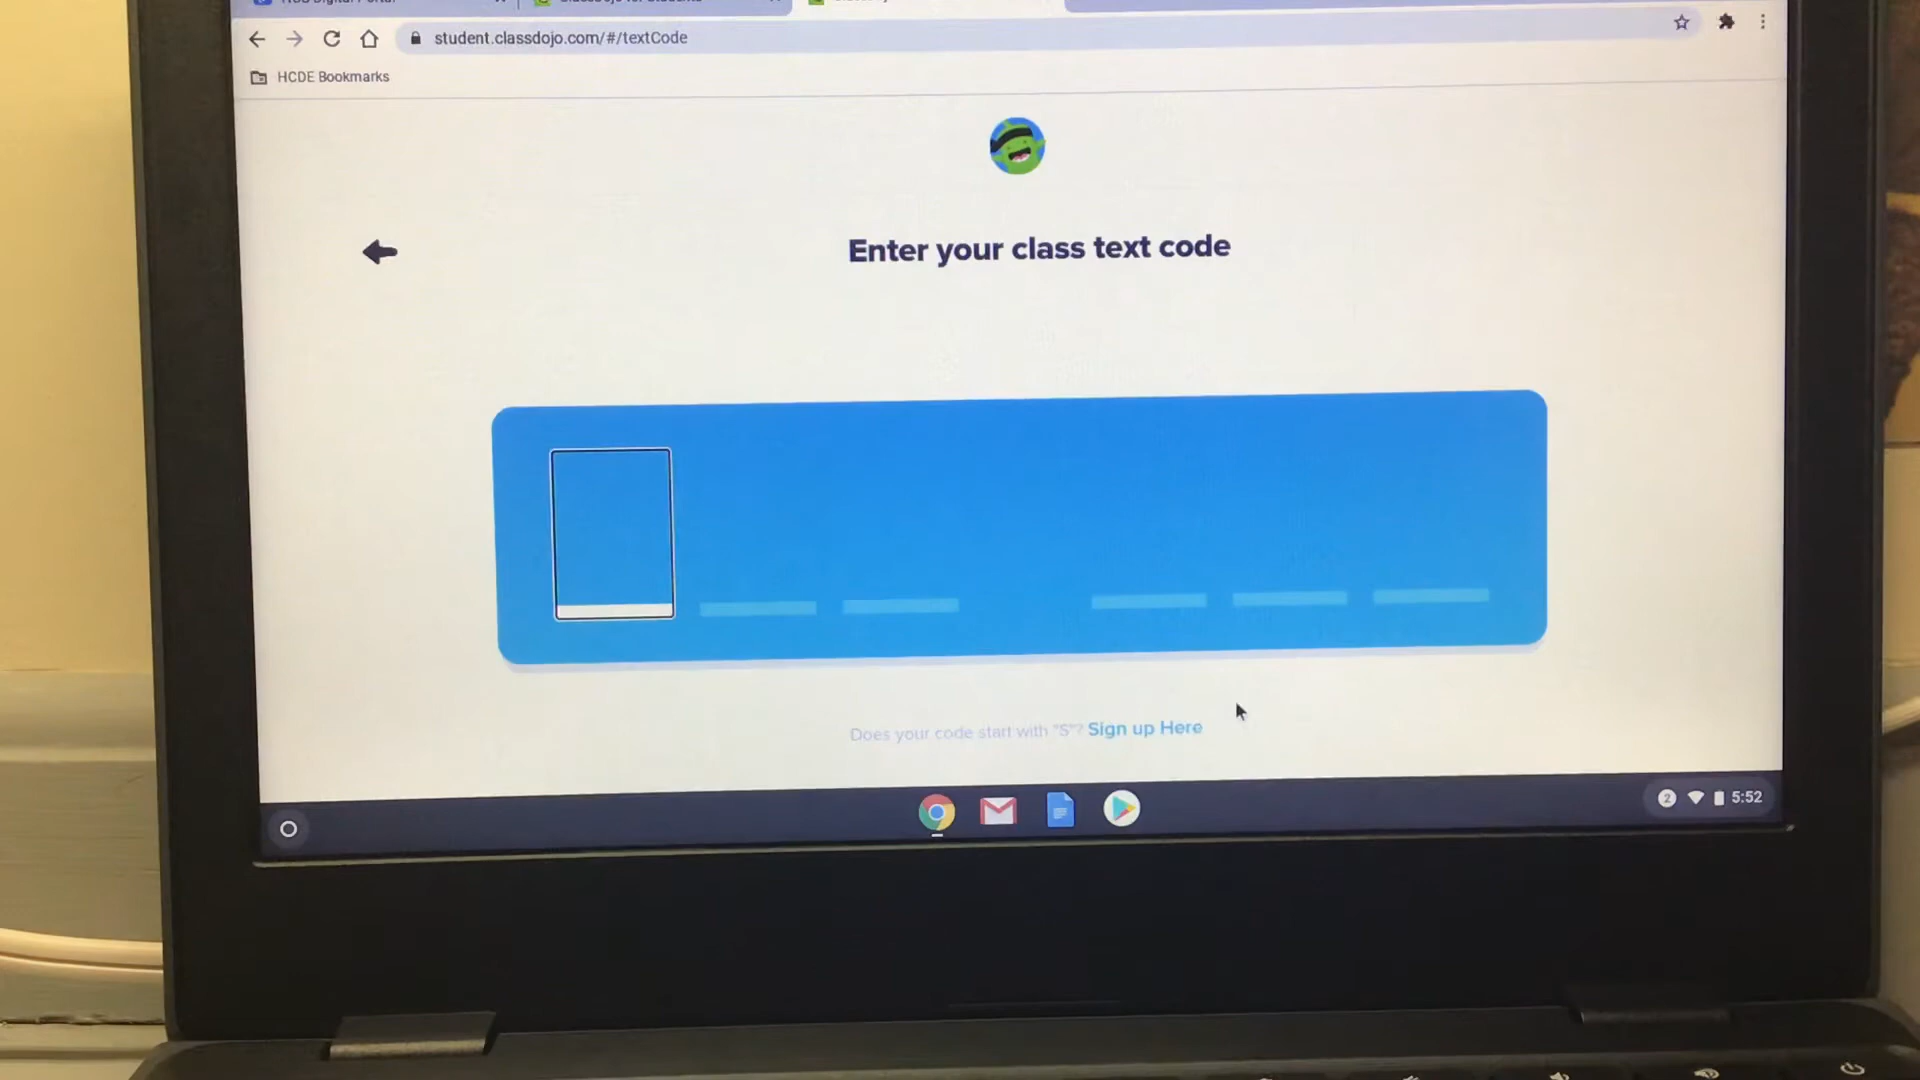 student.classdojo.com/#/textCode
HCDE Bookmarks
Enter your class text code
Does your code start with "S"? Sign up Here
2 5:52